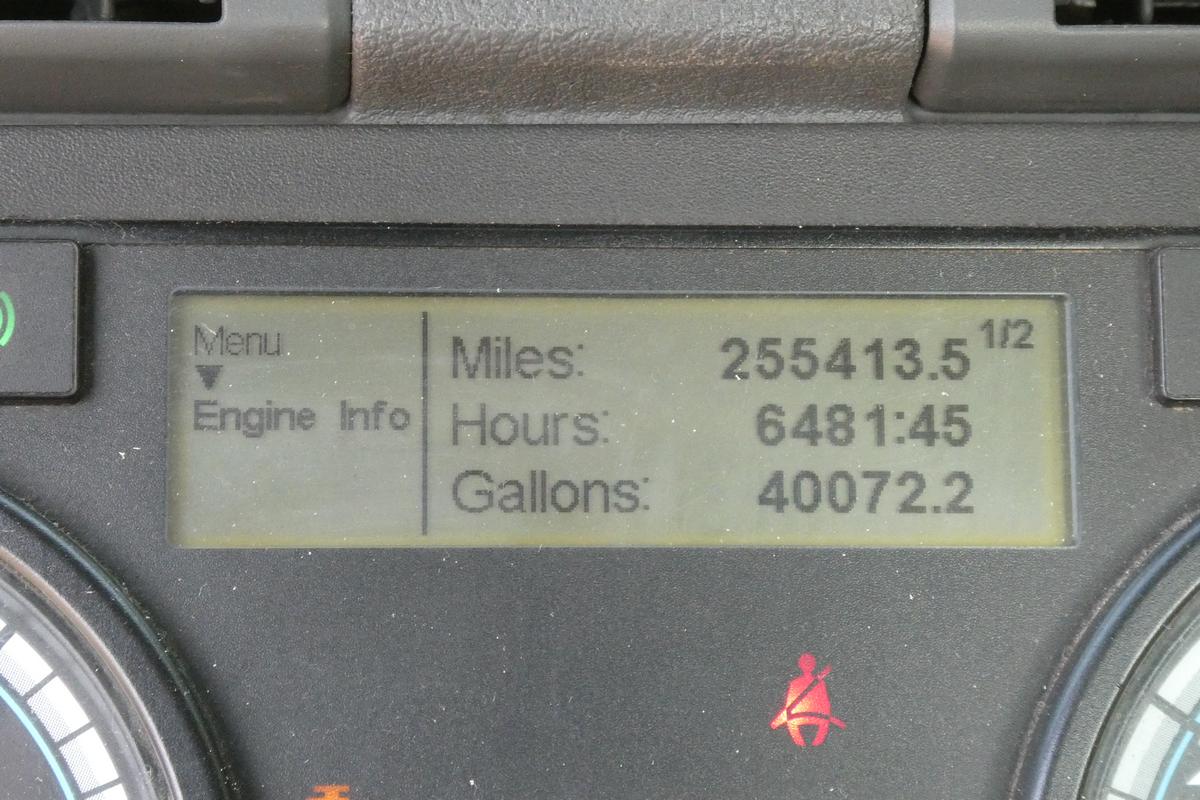 Menu
Engine Info
1/2
Miles: 255413.5
Hours: 6481:45
Gallons: 40072.2